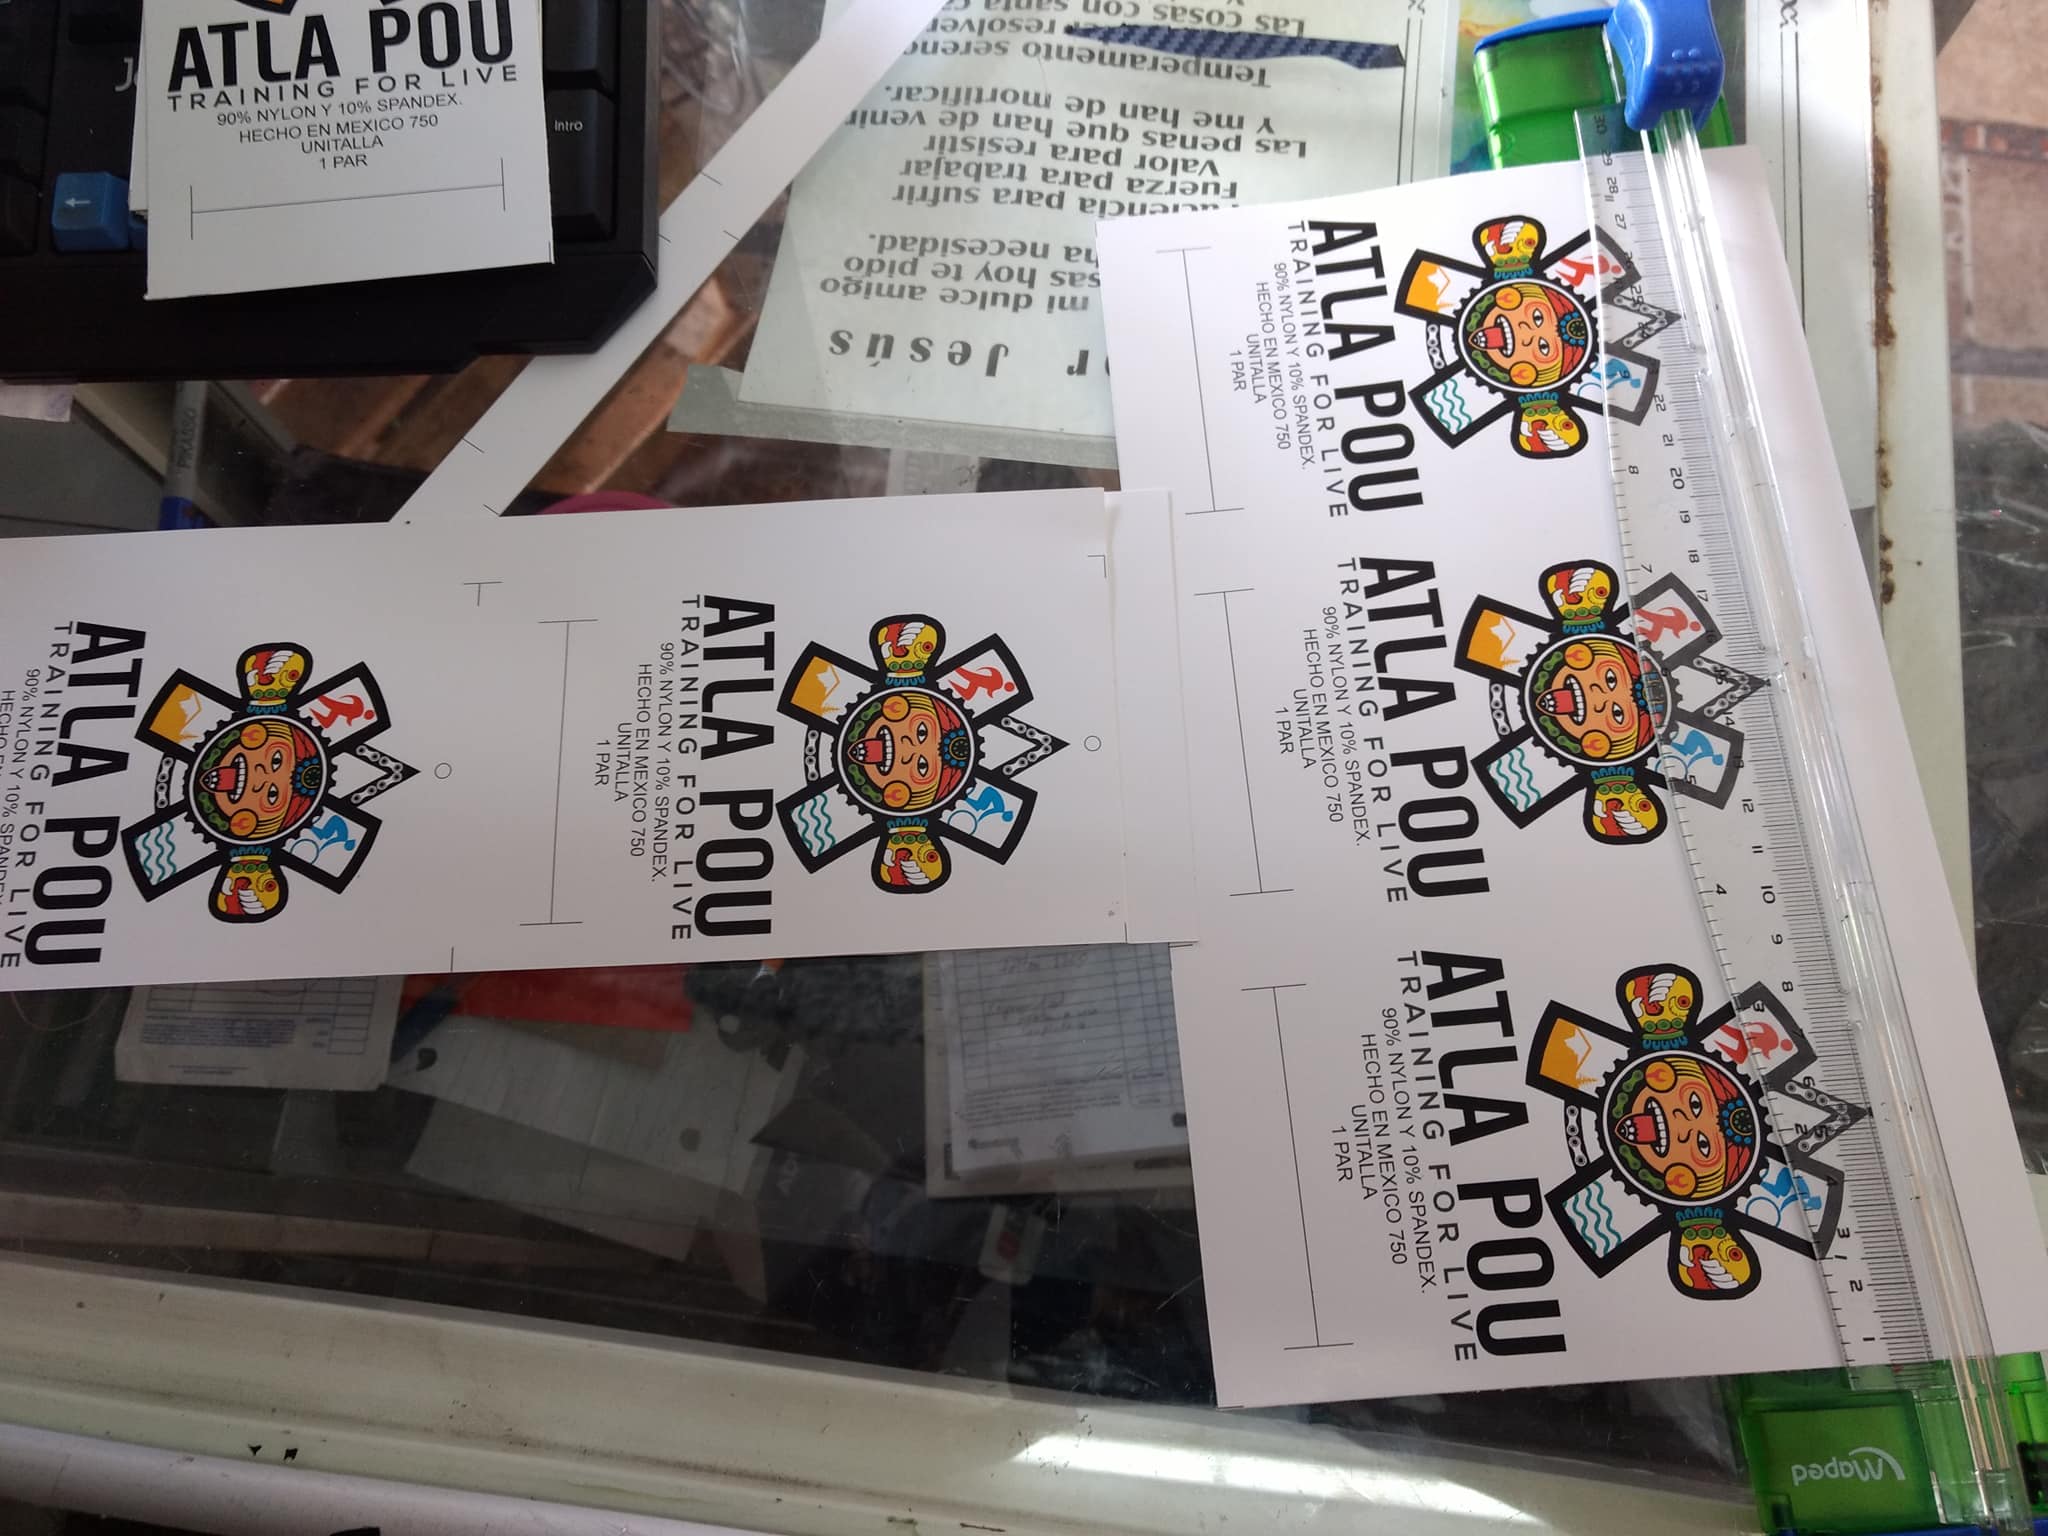 ATLA POU
TRAINING FOR LIVE
90% NYLON Y 10% SPANDEX.
HECHO EN MEXICO 750
UNITALLA
1 PAR
Intro
Jesús
mi dulce amigo
hoy te pido
necesidad.
para sufrir
Fuerza para trabajar
Valor para resistir
Las penas que han de venir
Y me han de mortificar.
Temperamento sereno
resolver
Las cosas con santa
ATLA POU
TRAINING FOR LIVE
90% NYLON Y 10% SPANDEX.
HECHO EN MEXICO 750
UNITALLA
1 PAR
ATLA POU
TRAINING FOR LIVE
90% NYLON Y 10% SPANDEX.
HECHO EN MEXICO 750
UNITALLA
1 PAR
ATLA POU
TRAINING FOR LIVE
90% NYLON Y 10% SPANDEX.
HECHO EN MEXICO 750
UNITALLA
1 PAR
ATLA POU
TRAINING FOR LIVE
90% NYLON Y 10% SPANDEX.
HECHO EN MEXICO 750
UNITALLA
1 PAR
ATLA POU
TRAINING FOR LIVE
90% NYLON Y 10%
Maped